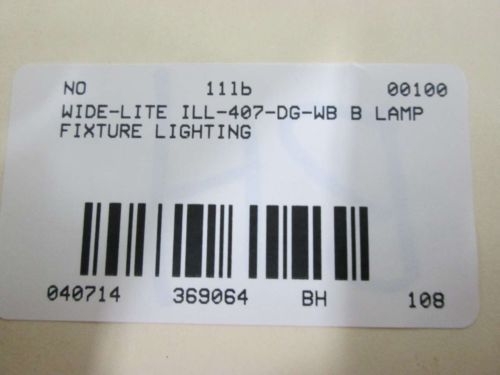 NO 11lb 00100
WIDE-LITE ILL-407-DG-WB B LAMP
FIXTURE LIGHTING
040714 369064 BH 108